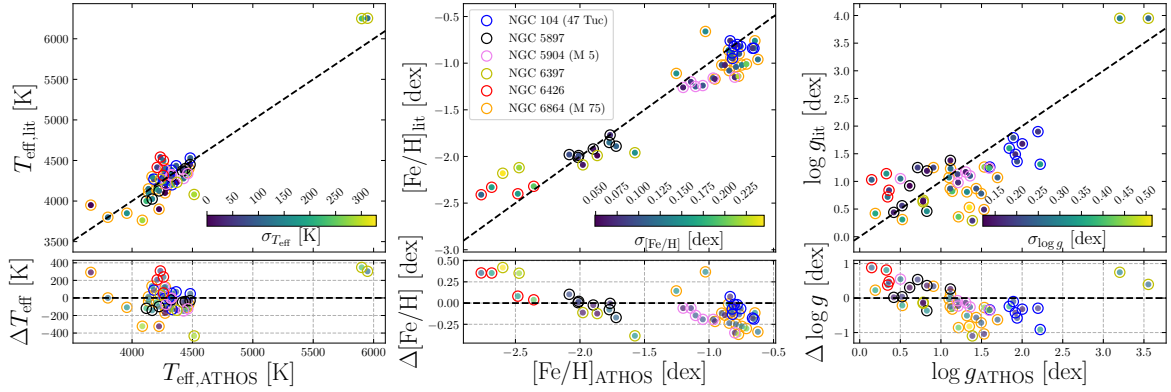 6000
5500
5000
4500
4000
3500
T_eff,lit [K]
0 50 100 150 200 250 300
σ_T_eff [K]
400
200
0
−200
−400
ΔT_eff [K]
4000 4500 5000 5500 6000
T_eff,ATHOS [K]
−0.5
−1.0
−1.5
−2.0
−2.5
−3.0
[Fe/H]_lit [dex]
NGC 104 (47 Tuc)
NGC 5897
NGC 5904 (M 5)
NGC 6397
NGC 6426
NGC 6864 (M 75)
0.050 0.075 0.100 0.125 0.150 0.175 0.200 0.225
σ_[Fe/H] [dex]
0.50
0.25
0.00
−0.25
Δ[Fe/H] [dex]
−2.5 −2.0 −1.5 −1.0 −0.5
[Fe/H]_ATHOS [dex]
4.0
3.5
3.0
2.5
2.0
1.5
1.0
0.5
0.0
log g_lit [dex]
0.15 0.20 0.25 0.30 0.35 0.40 0.45 0.50
σ_log g [dex]
1
0
−1
Δ log g [dex]
0.0 0.5 1.0 1.5 2.0 2.5 3.0 3.5
log g_ATHOS [dex]